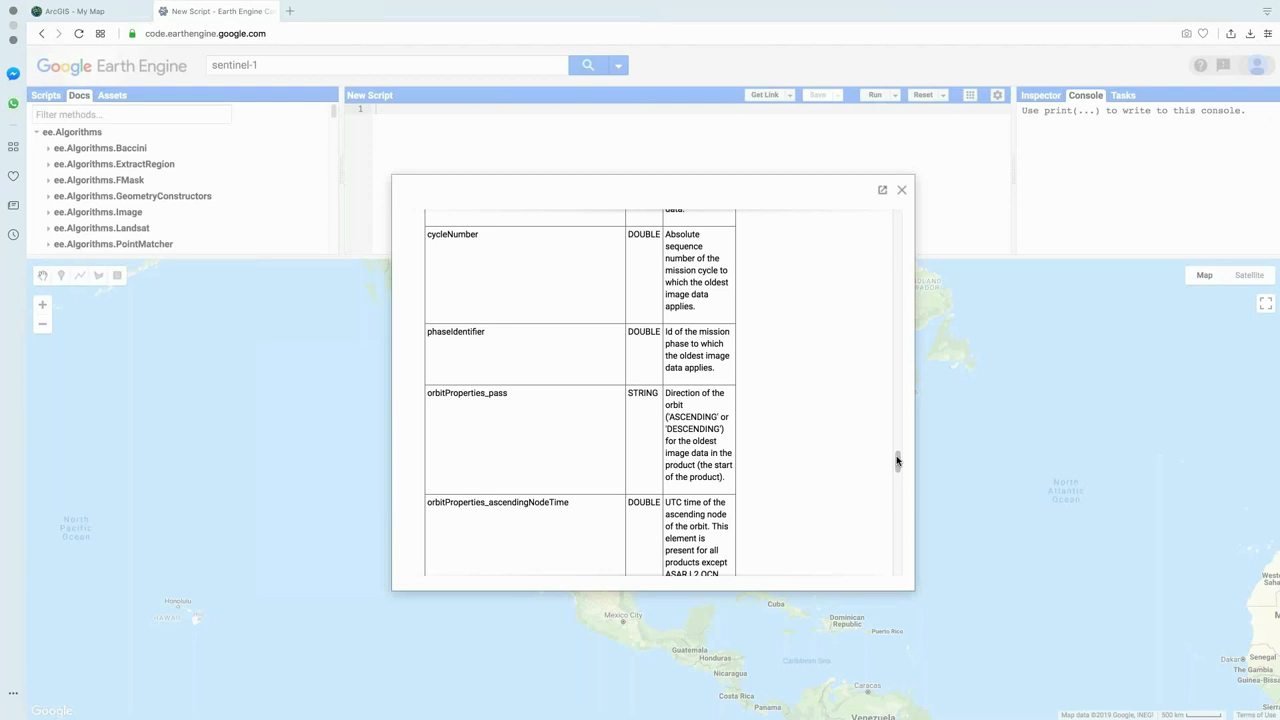 ArcGIS - My Map
New Script - Earth Engine Co
code.earthengine.google.com
Google Earth Engine
sentinel-1
Scripts Docs Assets
Filter methods...
ee.Algorithms
ee.Algorithms.Baccini
ee.Algorithms.ExtractRegion
ee.Algorithms.FMask
ee.Algorithms.GeometryConstructors
ee.Algorithms.Image
ee.Algorithms.Landsat
ee.Algorithms.PointMatcher
New Script
Get Link
Save
Run
Reset
1
Inspector Console Tasks
Use print(...) to write to this console.
data.
cycleNumber
DOUBLE
Absolute
sequence
number of the
mission cycle to
which the oldest
image data
applies.
phaseIdentifier
DOUBLE
Id of the mission
phase to which
the oldest image
data applies.
orbitProperties_pass
STRING
Direction of the
orbit
('ASCENDING' or
'DESCENDING')
for the oldest
image data in the
product (the start
of the product).
orbitProperties_ascendingNodeTime
DOUBLE
UTC time of the
ascending node
of the orbit. This
element is
present for all
products except
ASAR L2 OCN
Map
Satellite
North
Pacific
Ocean
Honolulu
HAWAII
North
Atlantic
Ocean
Mexico City
Cuba
Dominican
Republic
Puerto Rico
Guatemala
Honduras
Nicaragua
Caribbean Sea
Costa Rica
Panama
Caracas
Venezuela
Dakar
Senegal
The Gambia
Guinea-Bissa
Google
Map data ©2019 Google, INEGI
500 km
Terms of Use